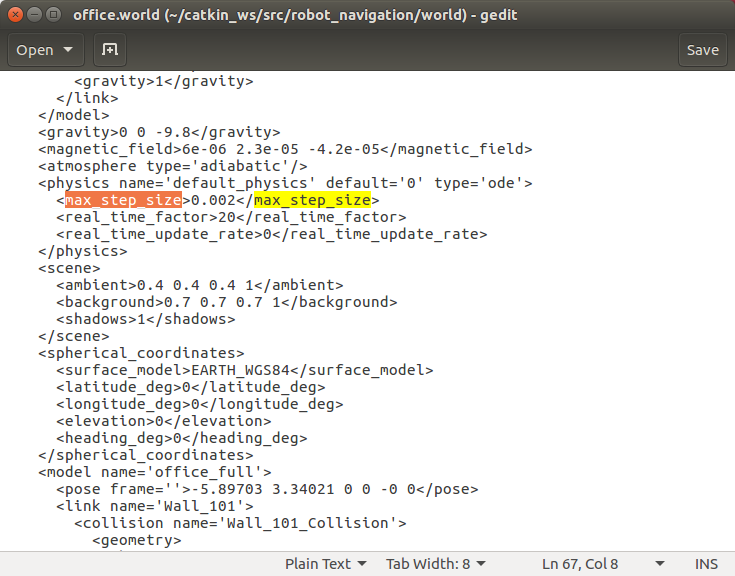 office.world (~/catkin_ws/src/robot_navigation/world) - gedit
Open
Save
<gravity>1</gravity>
</link>
</model>
<gravity>0 0 -9.8</gravity>
<magnetic_field>6e-06 2.3e-05 -4.2e-05</magnetic_field>
<atmosphere type='adiabatic'/>
<physics name='default_physics' default='0' type='ode'>
<max_step_size>0.002</max_step_size>
<real_time_factor>20</real_time_factor>
<real_time_update_rate>0</real_time_update_rate>
</physics>
<scene>
<ambient>0.4 0.4 0.4 1</ambient>
<background>0.7 0.7 0.7 1</background>
<shadows>1</shadows>
</scene>
<spherical_coordinates>
<surface_model>EARTH_WGS84</surface_model>
<latitude_deg>0</latitude_deg>
<longitude_deg>0</longitude_deg>
<elevation>0</elevation>
<heading_deg>0</heading_deg>
</spherical_coordinates>
<model name='office_full'>
<pose frame=''>-5.89703 3.34021 0 0 -0 0</pose>
<link name='Wall_101'>
<collision name='Wall_101_Collision'>
<geometry>
Plain Text Tab Width: 8 Ln 67, Col 8 INS